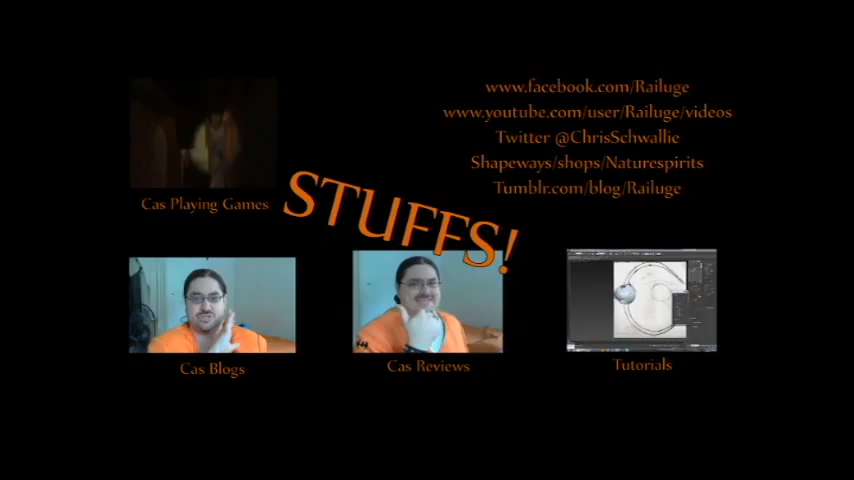 www.facebook.com/Railuge
www.youtube.com/user/Railuge/videos
Twitter @ChrisSchwallie
Shapeways/shops/Naturespirits
Tumblr.com/blog/Railuge
Cas Playing Games
STUFFS!
Cas Blogs
Cas Reviews
Tutorials